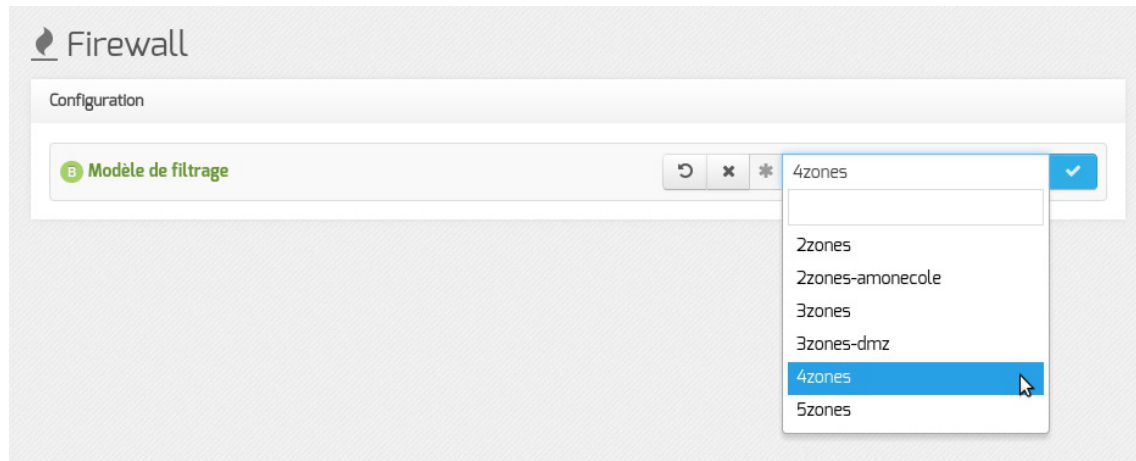 Firewall
Configuration
B Modèle de filtrage
4zones
2zones
2zones-amonecole
3zones
3zones-dmz
4zones
5zones